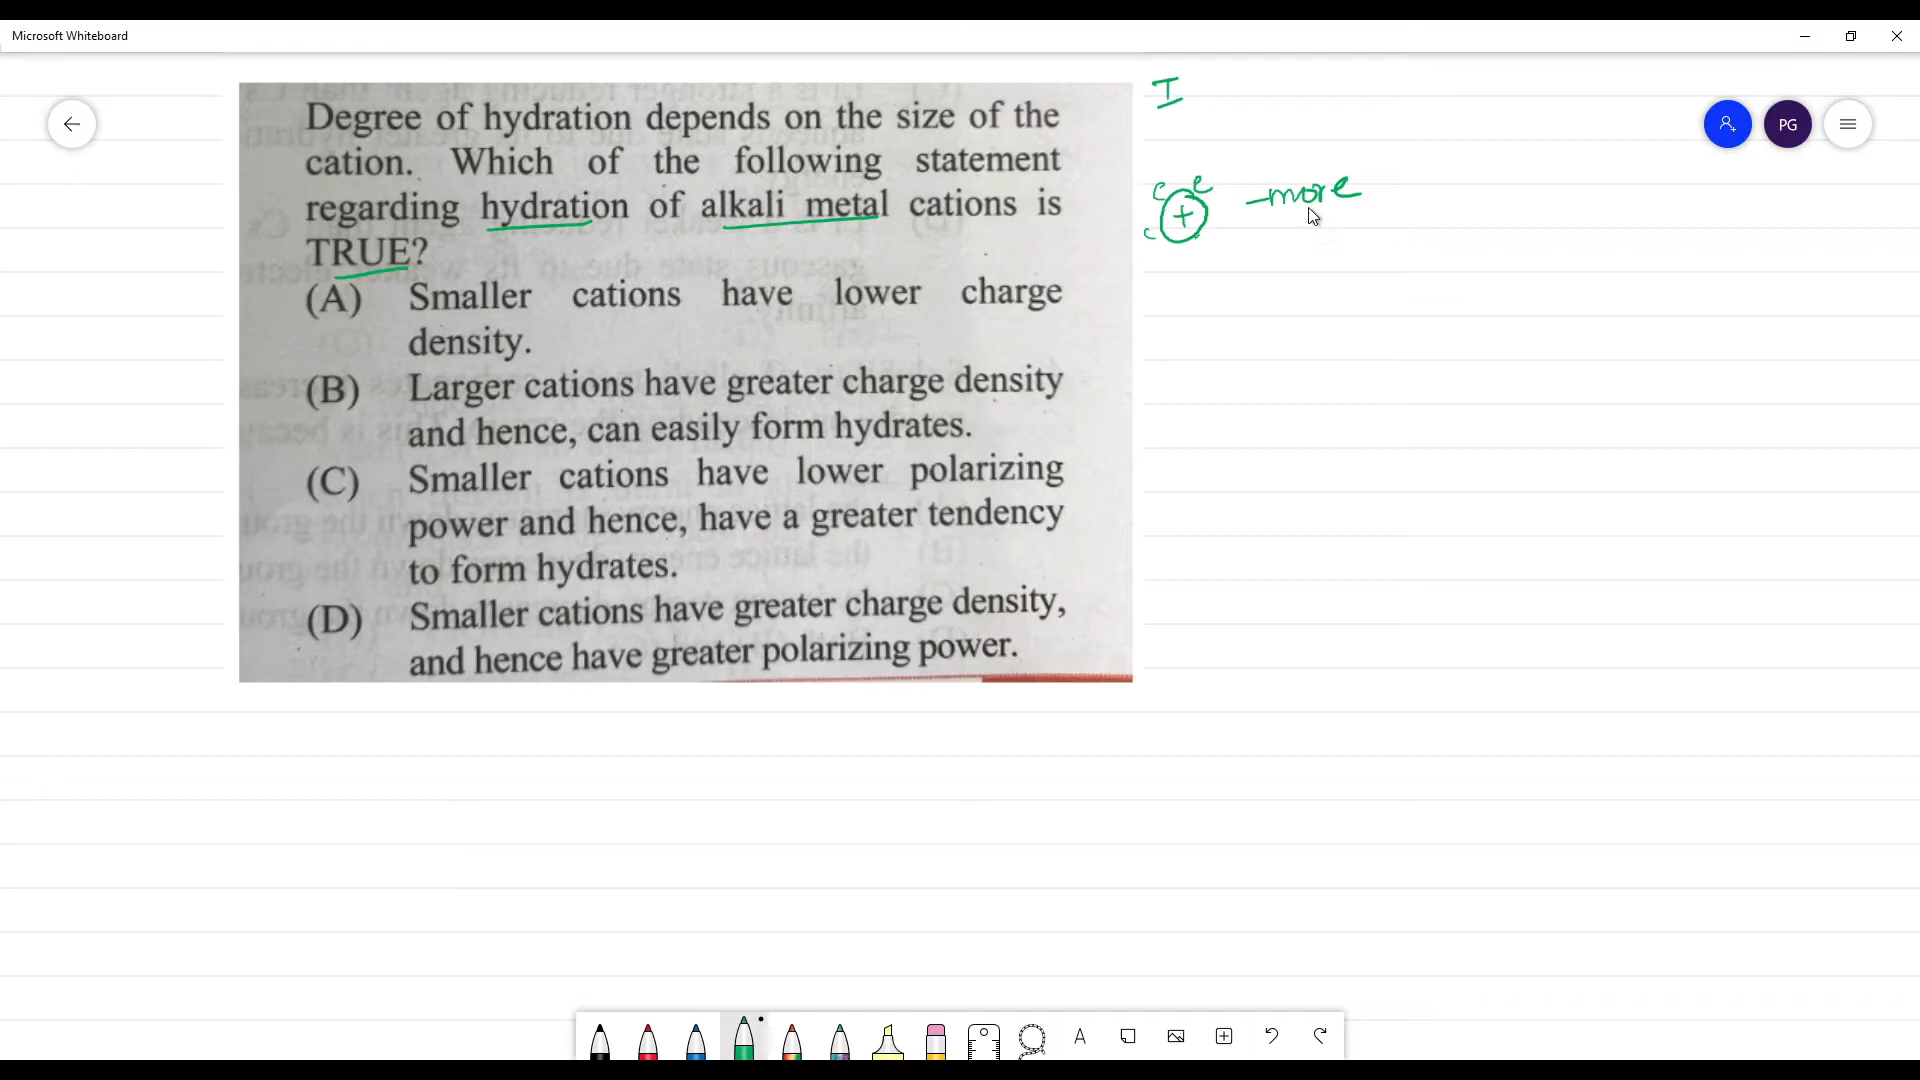 Microsoft Whiteboard
I
Degree of hydration depends on the size of the
cation. Which of the following statement
regarding hydration of alkali metal cations is
TRUE?
(A) Smaller cations have lower charge
density.
(B) Larger cations have greater charge density
and hence, can easily form hydrates.
(C) Smaller cations have lower polarizing
power and hence, have a greater tendency
to form hydrates.
(D) Smaller cations have greater charge density,
and hence have greater polarizing power.
+ more
PG
A